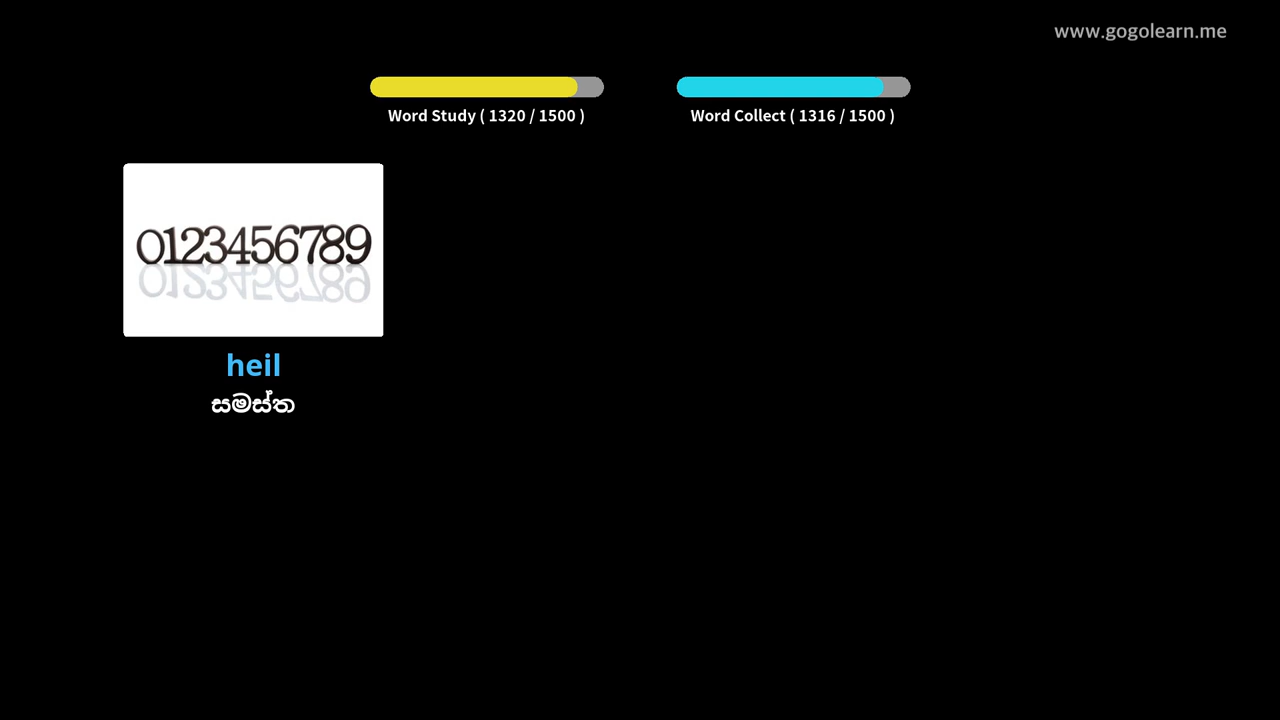 www.gogolearn.me
Word Study ( 1320 / 1500 )
Word Collect ( 1316 / 1500 )
0123456789
heil
සමස්ත